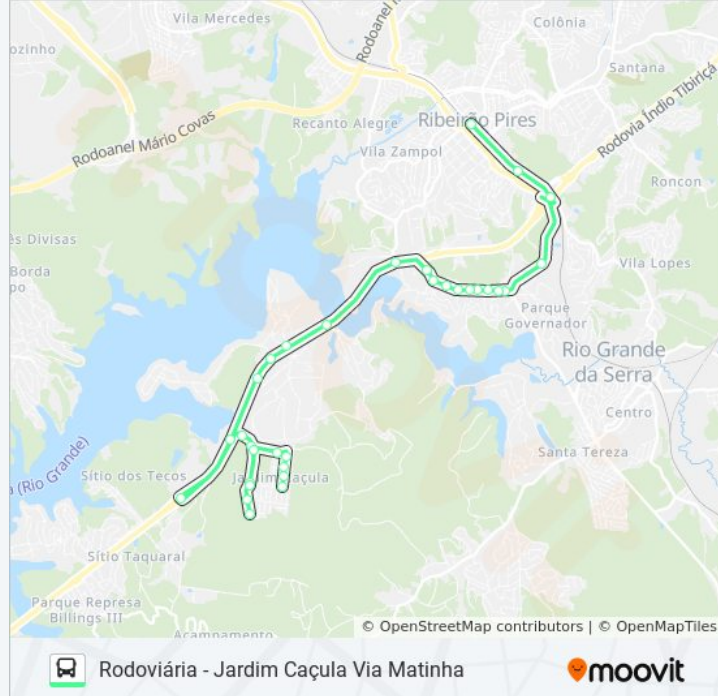 Vila Mercedes
Rodoanel
Colônia
ozinho
Santana
Rodoanel Mário Covas
Recanto Alegre
Ribeirão Pires
Rodovia Índio Tibiriçá
Vila Zampol
Roncon
és Divisas
Borda
po
Vila Lopes
Parque
Governador
Rio Grande
da Serra
Centro
(Rio Grande)
Sítio dos Tecos
Jardim Caçula
Santa Tereza
Sítio Taquaral
Parque Represa
Billings III
Acampamento
© OpenStreetMap contributors | © OpenMapTiles
Rodoviária - Jardim Caçula Via Matinha
moovit